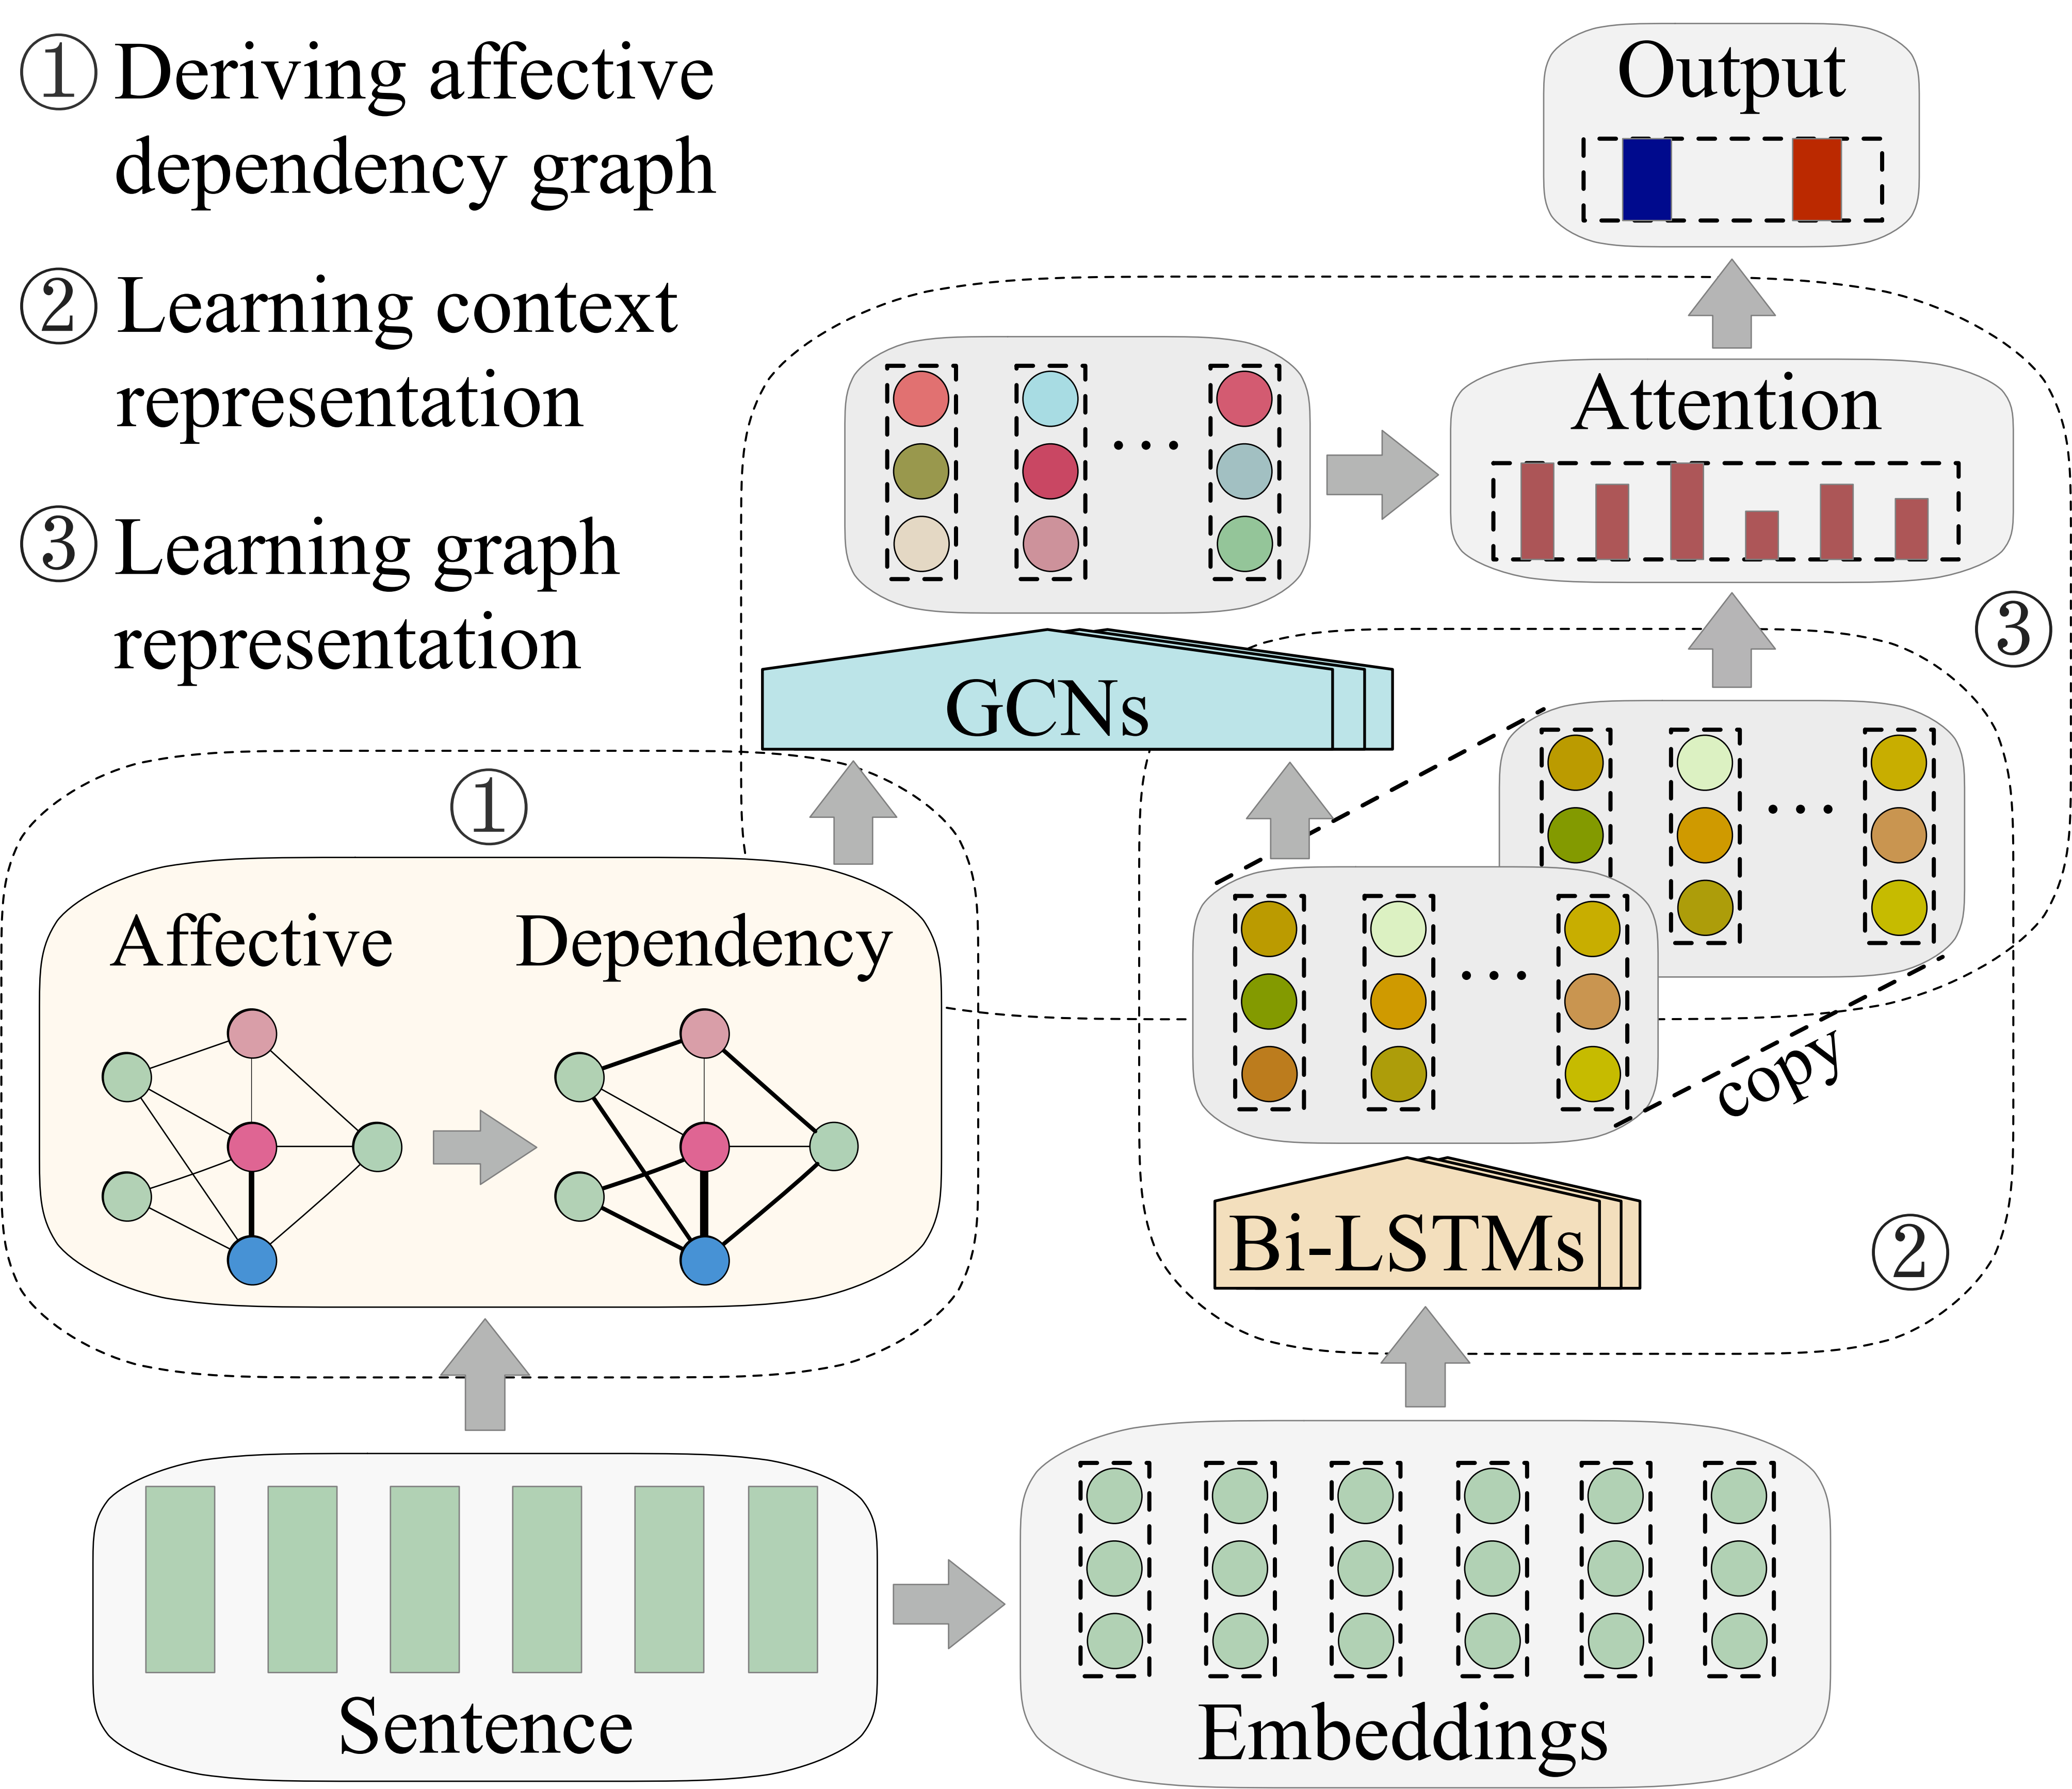 ① Deriving affective
dependency graph
② Learning context
representation
③ Learning graph
representation
Output
Attention
③
GCNs
①
Affective
Dependency
copy
Bi-LSTMs
②
Sentence
Embeddings